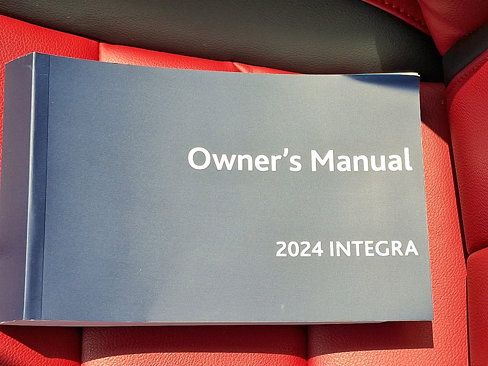 Owner's Manual
2024 INTEGRA